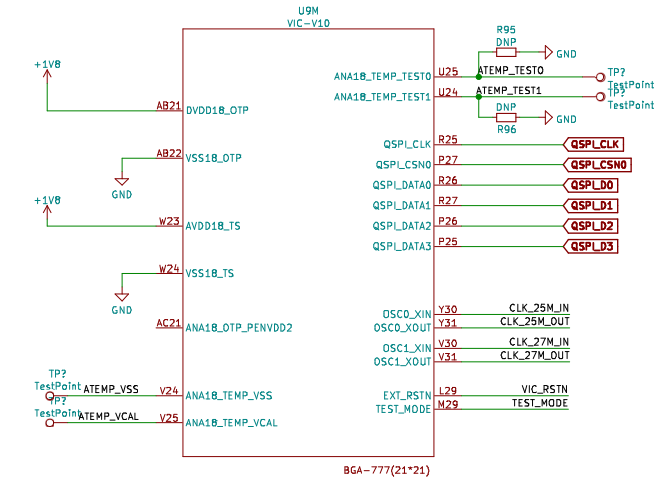 U9M
VIC-V10
R95
DNP
GND
+1V8
ATEMP_TEST0
TP?
TestPoint
ANA18_TEMP_TEST0 U25
ATEMP_TEST1
TP?
TestPoint
ANA18_TEMP_TEST1 U24
AB21 DVDD18_OTP
DNP
R96
GND
QSPI_CLK R25 QSPI_CLK
AB22 VSS18_OTP
QSPI_CSN0 P27 QSPI_CSN0
GND
QSPI_DATA0 R26 QSPI_D0
+1V8
QSPI_DATA1 R27 QSPI_D1
W23 AVDD18_TS
QSPI_DATA2 P26 QSPI_D2
QSPI_DATA3 P25 QSPI_D3
W24 VSS18_TS
GND
OSC0_XIN Y30 CLK_25M_IN
AC21 ANA18_OTP_PENVDD2
OSC0_XOUT Y31 CLK_25M_OUT
OSC1_XIN V30 CLK_27M_IN
OSC1_XOUT V31 CLK_27M_OUT
TP?
TestPoint
ATEMP_VSS V24 ANA18_TEMP_VSS
EXT_RSTN L29 VIC_RSTN
TP?
TestPoint
TEST_MODE M29 TEST_MODE
ATEMP_VCAL V25 ANA18_TEMP_VCAL
BGA-777(21*21)